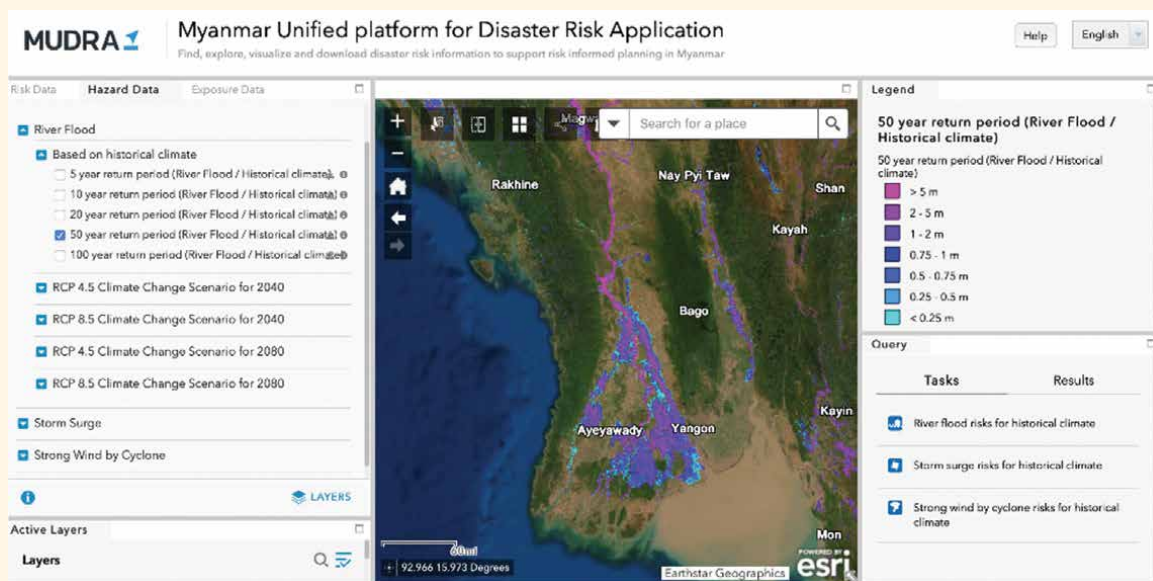 MUDRA
Myanmar Unified platform for Disaster Risk Application
Find, explore, visualize and download disaster risk information to support risk informed planning in Myanmar
Help
English
Risk Data
Hazard Data
Exposure Data
River Flood
Based on historical climate
5 year return period (River Flood / Historical climate)
10 year return period (River Flood / Historical climate)
20 year return period (River Flood / Historical climate)
50 year return period (River Flood / Historical climate)
100 year return period (River Flood / Historical climate)
RCP 4.5 Climate Change Scenario for 2040
RCP 8.5 Climate Change Scenario for 2040
RCP 4.5 Climate Change Scenario for 2080
RCP 8.5 Climate Change Scenario for 2080
Storm Surge
Strong Wind by Cyclone
LAYERS
Active Layers
Layers
Search for a place
Magw
Rakhine
Nay Pyi Taw
Shan
Kayah
Bago
Kayin
Ayeyawady
Yangon
Mon
60mi
92.966 15.973 Degrees
Earthstar Geographics
POWERED BY
esri
Legend
50 year return period (River Flood /
Historical climate)
50 year return period (River Flood / Historical
climate)
> 5 m
2 - 5 m
1 - 2 m
0.75 - 1 m
0.5 - 0.75 m
0.25 - 0.5 m
< 0.25 m
Query
Tasks
Results
River flood risks for historical climate
Storm surge risks for historical climate
Strong wind by cyclone risks for historical
climate